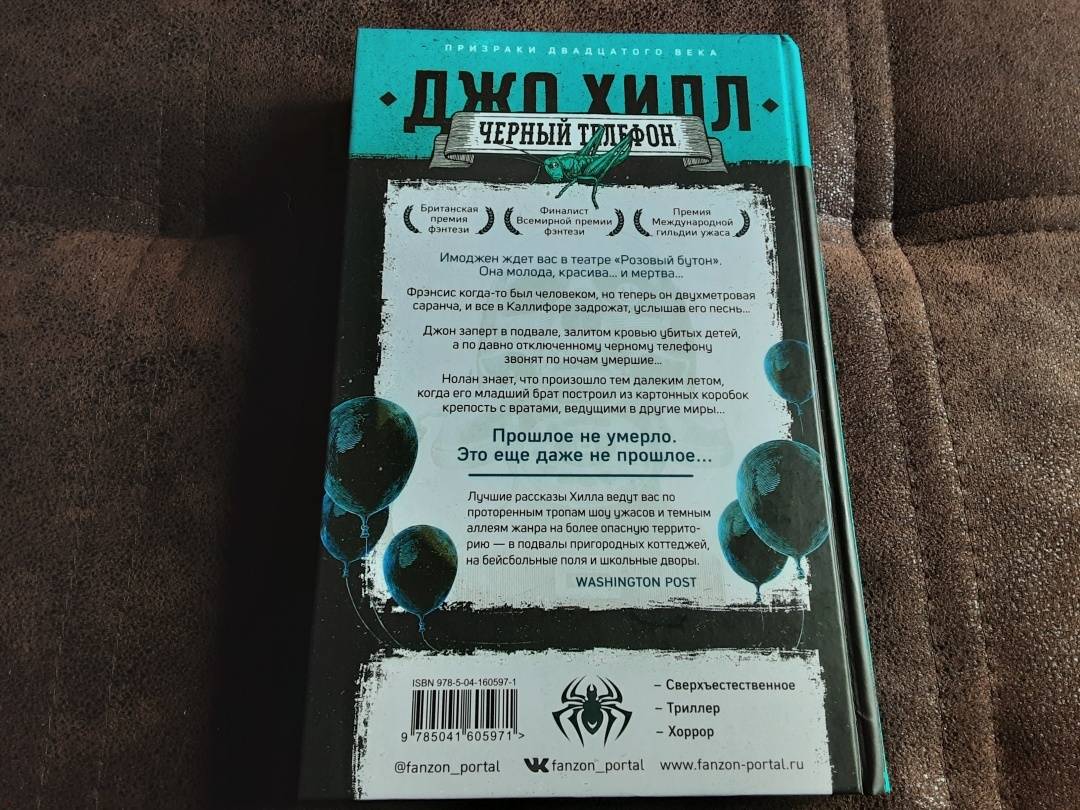 ПРИЗРАКИ ДВАДЦАТОГО ВЕКА
ДЖО ХИЛЛ
ЧЕРНЫЙ ТЕЛЕФОН
Британская
премия
фэнтези
Финалист
Всемирной премии
фэнтези
Премия
Международной
гильдии ужаса
Имоджен ждет вас в театре «Розовый бутон».
Она молода, красива... и мертва...
Фрэнсис когда-то был человеком, но теперь он двухметровая
саранча, и все в Каллифоре задрожат, услышав его песнь...
Джон заперт в подвале, залитом кровью убитых детей,
а по давно отключенному черному телефону
звонят по ночам умершие...
Нолан знает, что произошло тем далеким летом,
когда его младший брат построил из картонных коробок
крепость с вратами, ведущими в другие миры...
Прошлое не умерло.
Это еще даже не прошлое...
Лучшие рассказы Хилла ведут вас по
проторенным тропам шоу ужасов и темным
аллеям жанра на более опасную террито-
рию — в подвалы пригородных коттеджей,
на бейсбольные поля и школьные дворы.
WASHINGTON POST
ISBN 978-5-04-160597-1
9 785041 605971 >
– Сверхъестественное
– Триллер
– Хоррор
@fanzon_portal
fanzon_portal
www.fanzon-portal.ru